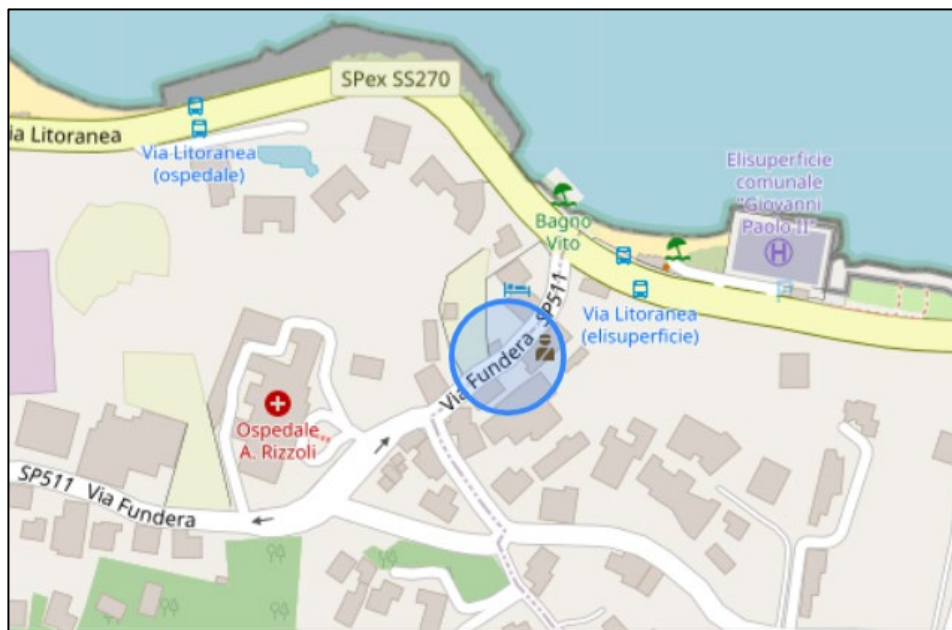 SPex SS270
ia Litoranea
Via Litoranea
(ospedale)
Elisuperficie
comunale
"Giovanni
Paolo II"
H
Bagno
Vito
SP511
Via Litoranea
(elisuperficie)
Via Fundera
Ospedale...
A. Rizzoli
SP511 Via Fundera